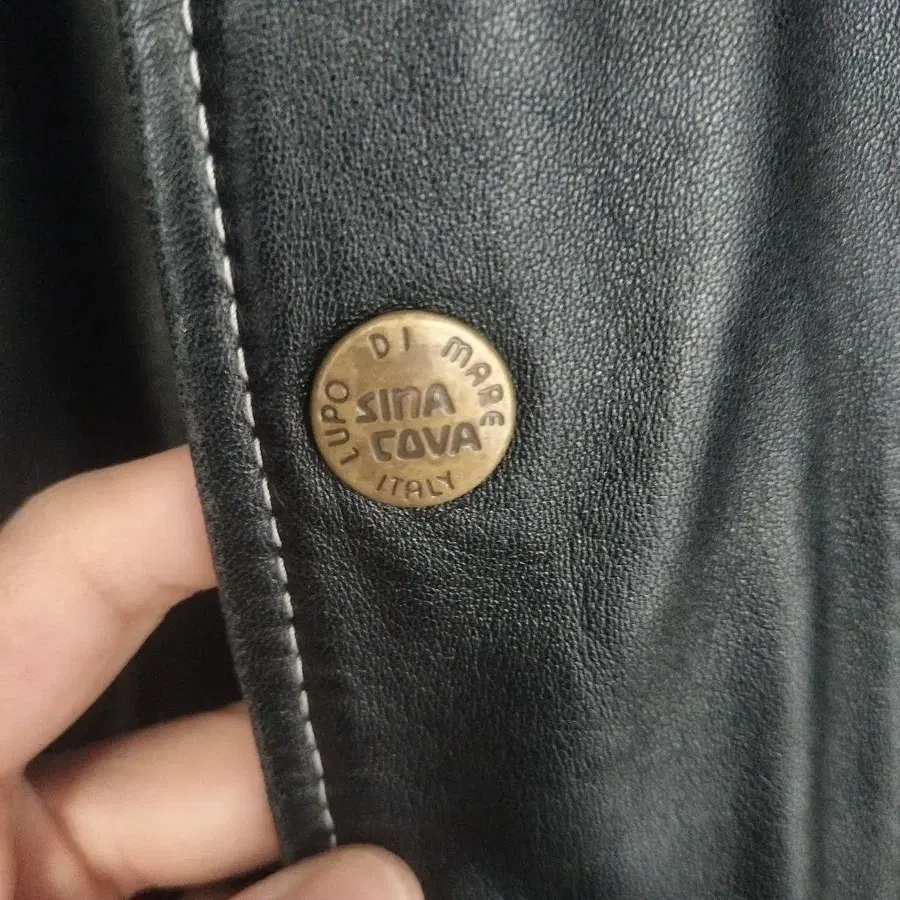 LUPO DI MARE
SINA
COVA
ITALY